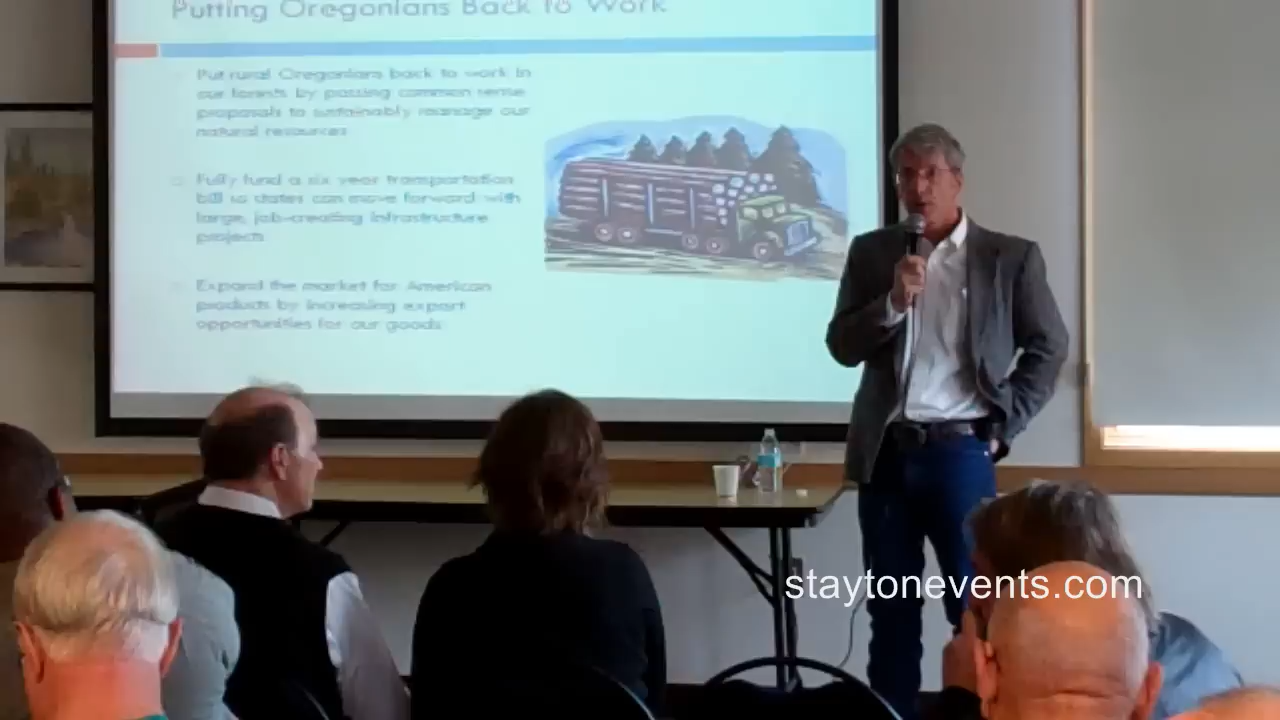 Putting Oregonians Back to Work
Put rural Oregonians back to work in
our forests by passing common sense
proposals to sustainably manage our
natural resources
Fully fund a six year transportation
bill so states can move forward with
large, job-creating infrastructure
projects
Expand the market for American
products by increasing export
opportunities for our goods
staytonevents.com